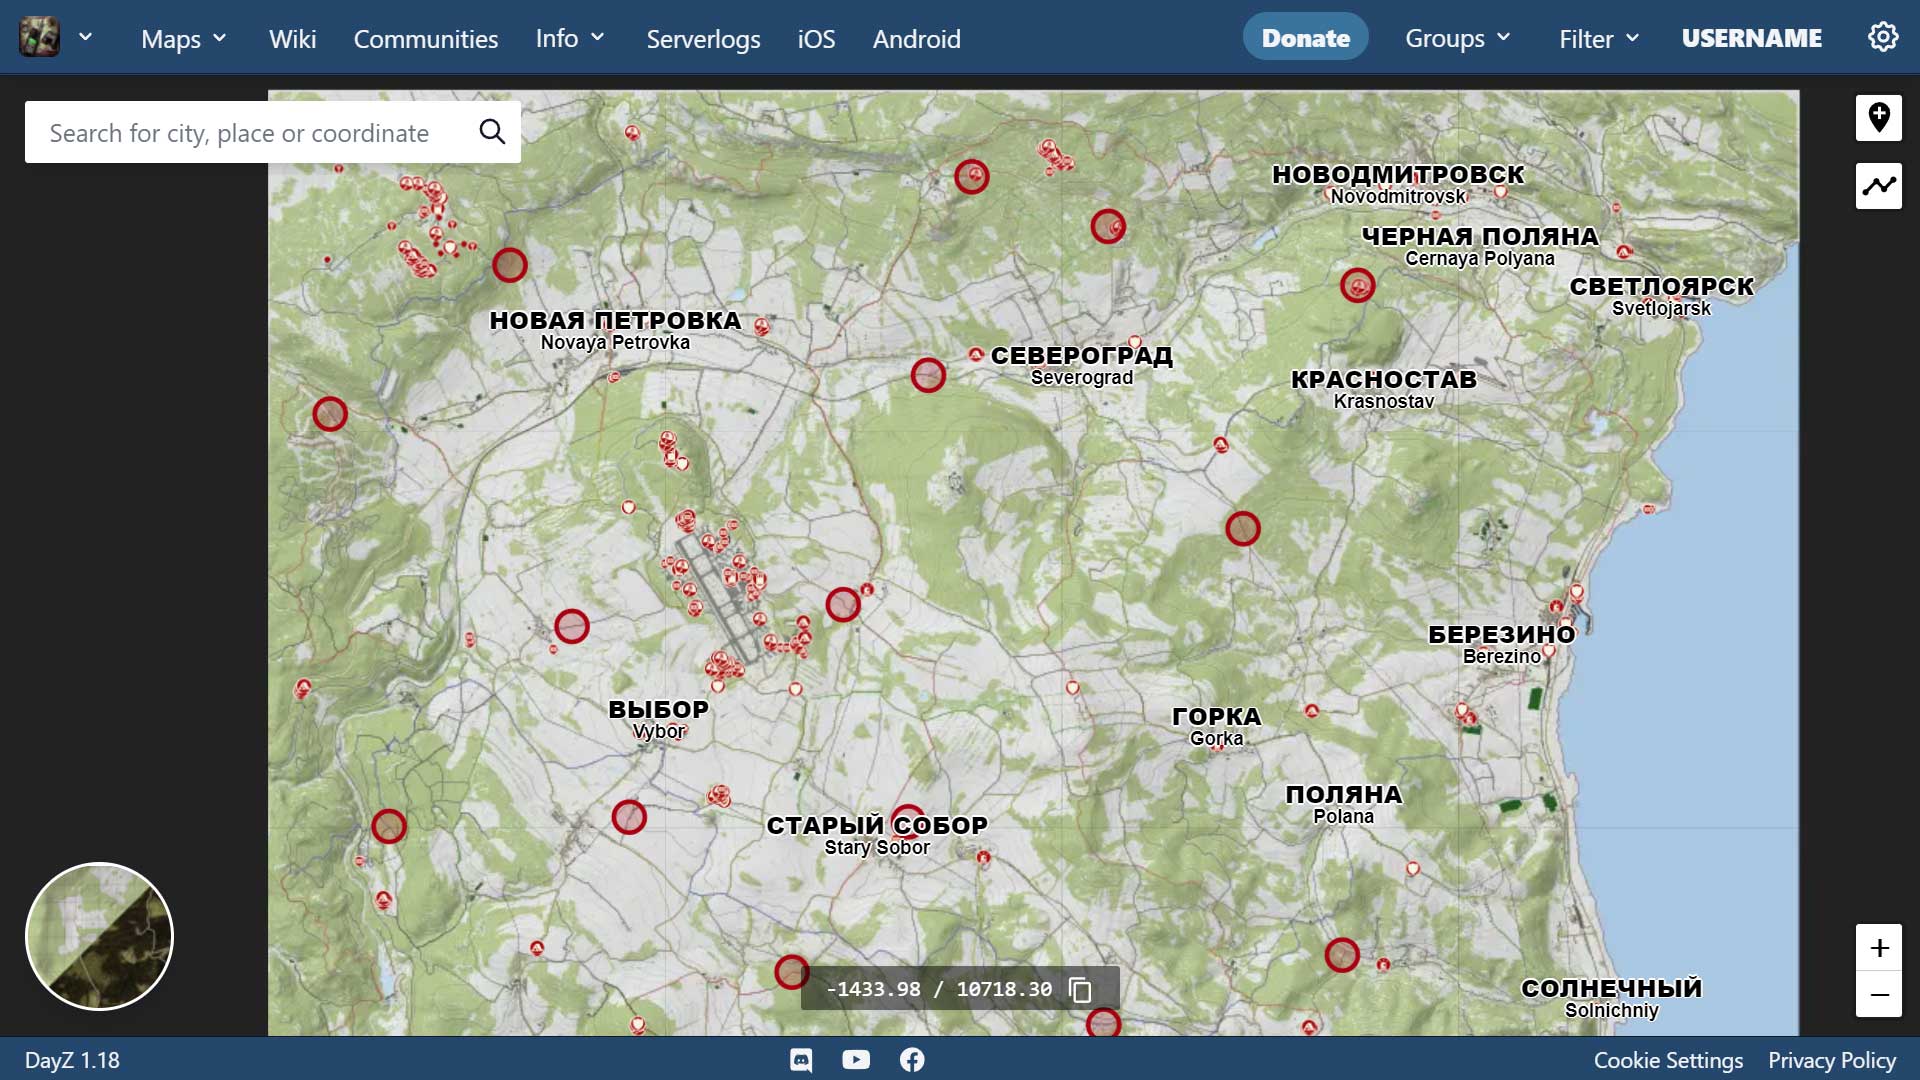 Maps
Wiki
Communities
Info
Serverlogs
iOS
Android
Donate
Groups
Filter
USERNAME
Search for city, place or coordinate
НОВОДМИТРОВСК
Novodmitrovsk
ЧЕРНАЯ ПОЛЯНА
Cernaya Polyana
СВЕТЛОЯРСК
Svetlojarsk
НОВАЯ ПЕТРОВКА
Novaya Petrovka
СЕВЕРОГРАД
Severograd
КРАСНОСТАВ
Krasnostav
БЕРЕЗИНО
Berezino
ВЫБОР
Vybor
ГОРКА
Gorka
ПОЛЯНА
Polana
СТАРЫЙ СОБОР
Stary Sobor
СОЛНЕЧНЫЙ
Solnichniy
-1433.98 / 10718.30
DayZ 1.18
Cookie Settings
Privacy Policy